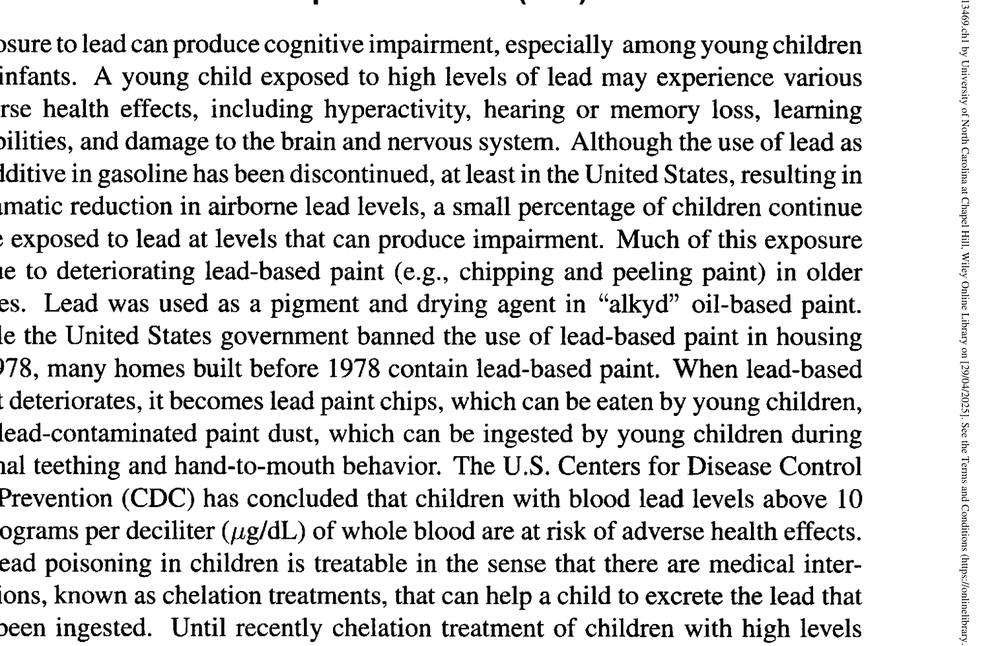 osure to lead can produce cognitive impairment, especially among young children
infants. A young child exposed to high levels of lead may experience various
rse health effects, including hyperactivity, hearing or memory loss, learning
bilities, and damage to the brain and nervous system. Although the use of lead as
dditive in gasoline has been discontinued, at least in the United States, resulting in
amatic reduction in airborne lead levels, a small percentage of children continue
e exposed to lead at levels that can produce impairment. Much of this exposure
ue to deteriorating lead-based paint (e.g., chipping and peeling paint) in older
es. Lead was used as a pigment and drying agent in “alkyd” oil-based paint.
le the United States government banned the use of lead-based paint in housing
978, many homes built before 1978 contain lead-based paint. When lead-based
t deteriorates, it becomes lead paint chips, which can be eaten by young children,
lead-contaminated paint dust, which can be ingested by young children during
nal teething and hand-to-mouth behavior. The U.S. Centers for Disease Control
Prevention (CDC) has concluded that children with blood lead levels above 10
ograms per deciliter (μg/dL) of whole blood are at risk of adverse health effects.
ead poisoning in children is treatable in the sense that there are medical inter-
ions, known as chelation treatments, that can help a child to excrete the lead that
been ingested. Until recently chelation treatment of children with high levels
13469.ch1 by University of North Carolina at Chapel Hill, Wiley Online Library on [29/04/2025]. See the Terms and Conditions (https://onlinelibrary.